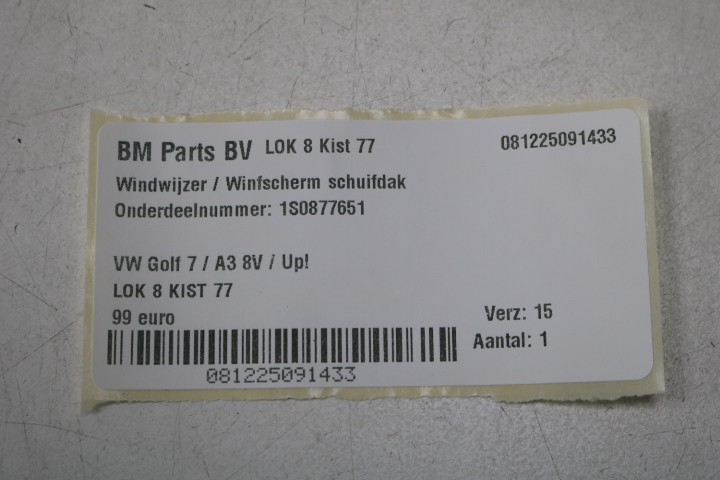 BM Parts BV LOK 8 Kist 77 081225091433
Windwijzer / Winfscherm schuifdak
Onderdeelnummer: 1S0877651
VW Golf 7 / A3 8V / Up!
LOK 8 KIST 77
99 euro Verz: 15
Aantal: 1
081225091433